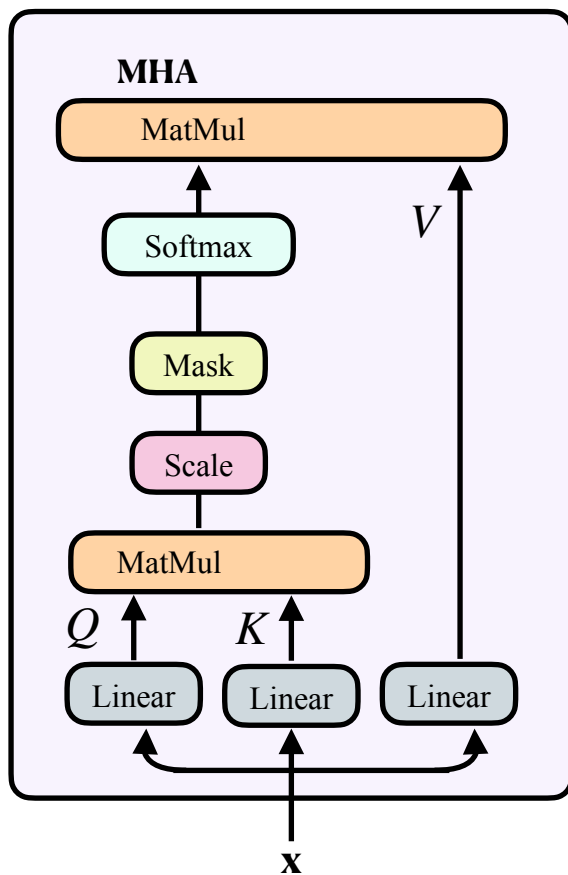 MHA
MatMul
V
Softmax
Mask
Scale
MatMul
Q K
Linear Linear Linear
x